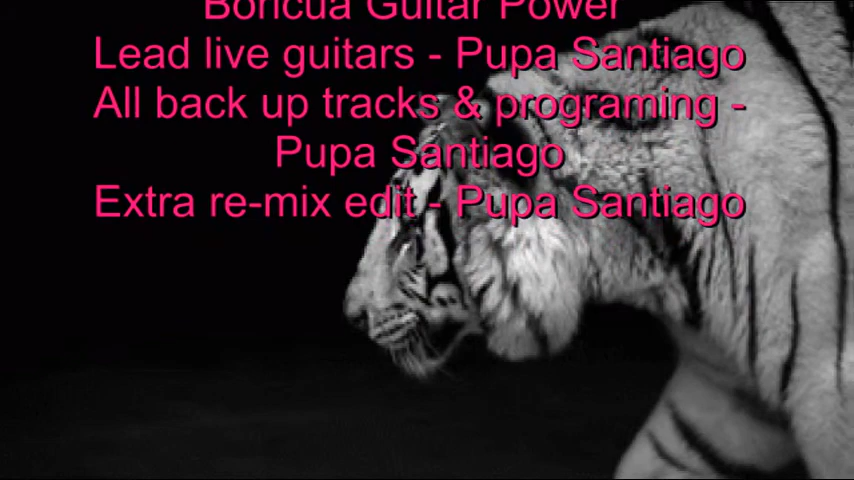 Boricua Guitar Power
Lead live guitars - Pupa Santiago
All back up tracks & programing -
Pupa Santiago
Extra re-mix edit - Pupa Santiago